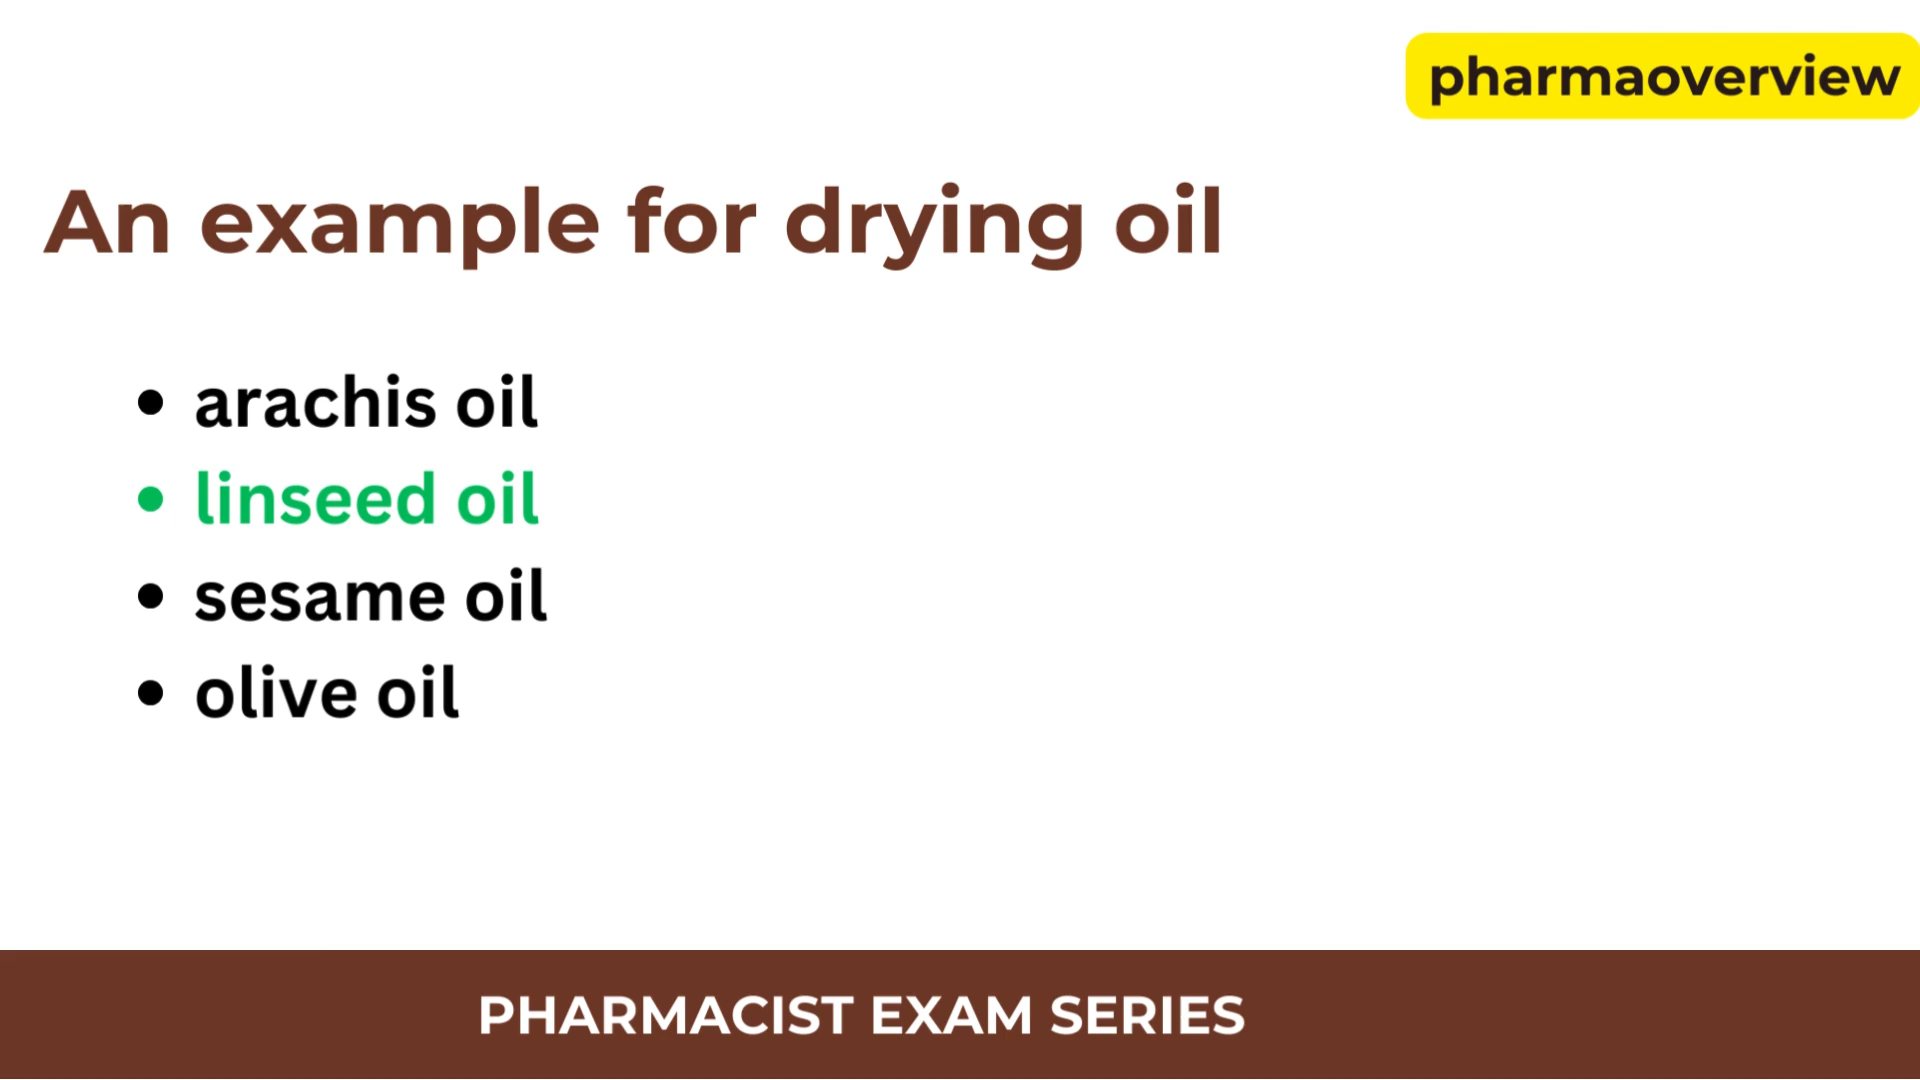 pharmaoverview
An example for drying oil
• arachis oil
• linseed oil
• sesame oil
• olive oil
PHARMACIST EXAM SERIES